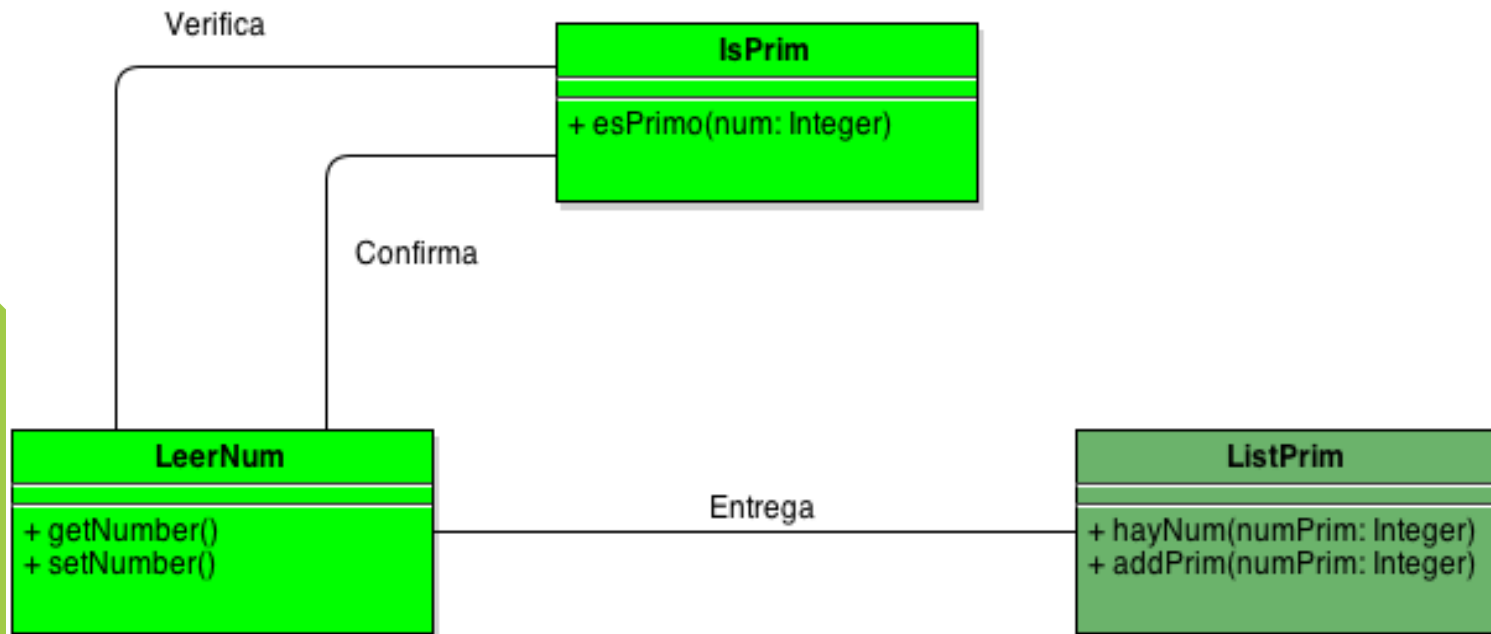 Verifica
IsPrim
+ esPrimo(num: Integer)
Confirma
LeerNum
+ getNumber()
+ setNumber()
Entrega
ListPrim
+ hayNum(numPrim: Integer)
+ addPrim(numPrim: Integer)